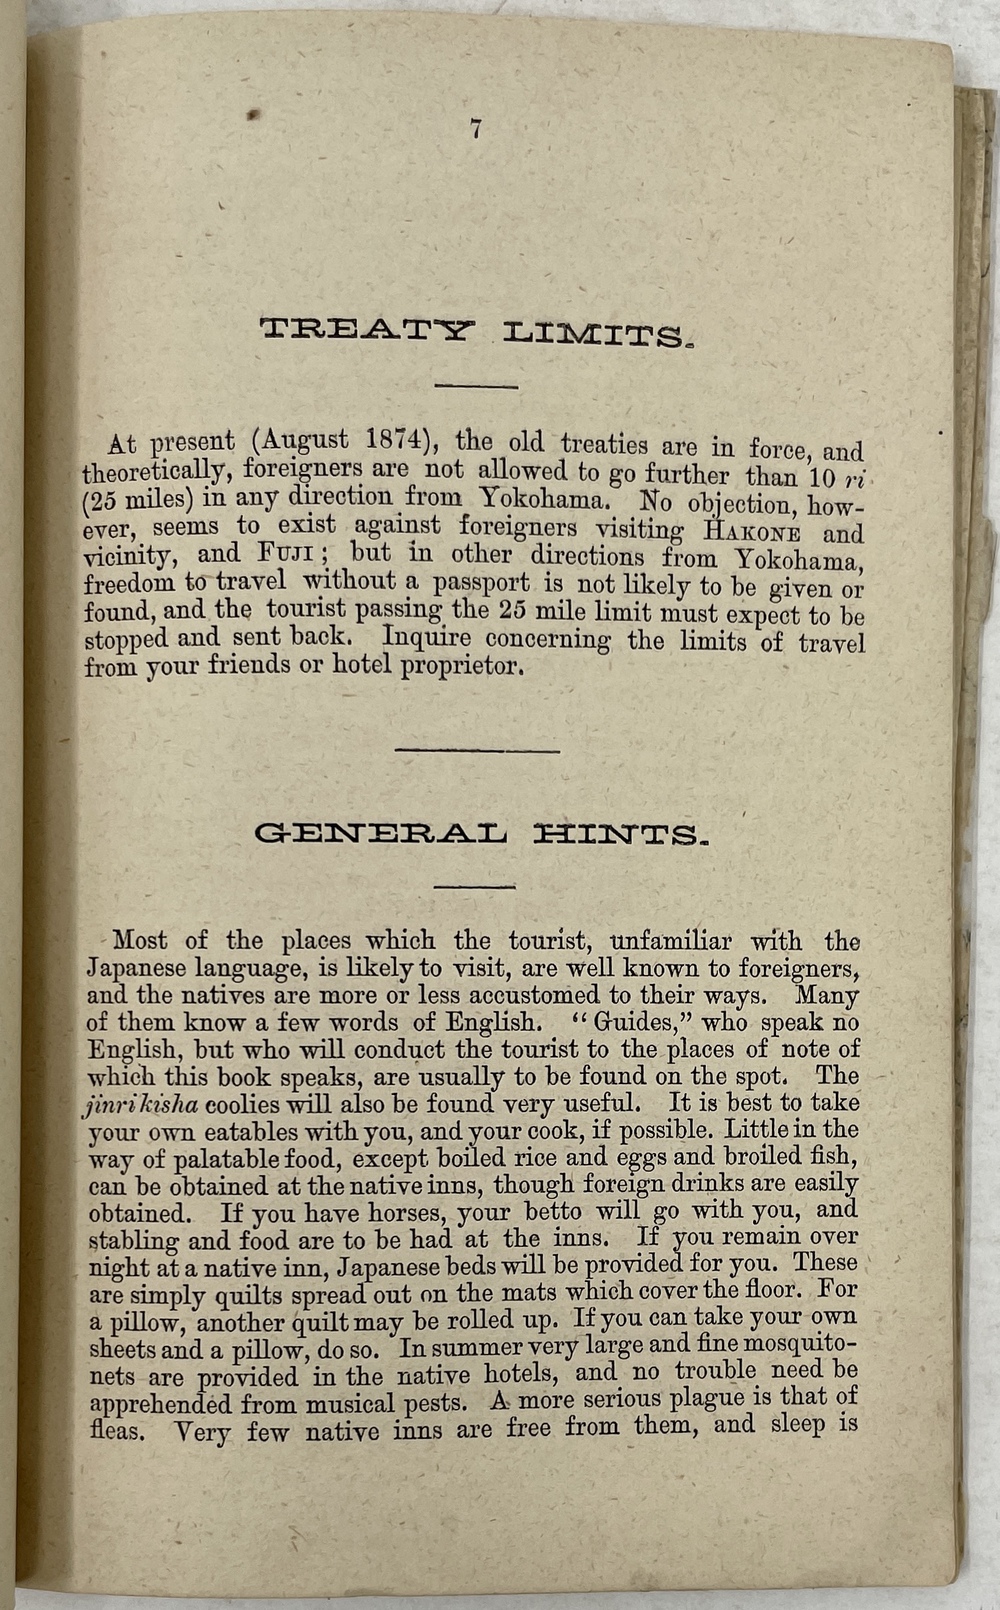 7
TREATY LIMITS.
At present (August 1874), the old treaties are in force, and
theoretically, foreigners are not allowed to go further than 10 ri
(25 miles) in any direction from Yokohama. No objection, how-
ever, seems to exist against foreigners visiting HAKONE and
vicinity, and FUJI; but in other directions from Yokohama,
freedom to travel without a passport is not likely to be given or
found, and the tourist passing the 25 mile limit must expect to be
stopped and sent back. Inquire concerning the limits of travel
from your friends or hotel proprietor.
GENERAL HINTS.
Most of the places which the tourist, unfamiliar with the
Japanese language, is likely to visit, are well known to foreigners,
and the natives are more or less accustomed to their ways. Many
of them know a few words of English. "Guides," who speak no
English, but who will conduct the tourist to the places of note of
which this book speaks, are usually to be found on the spot. The
jinrikisha coolies will also be found very useful. It is best to take
your own eatables with you, and your cook, if possible. Little in the
way of palatable food, except boiled rice and eggs and broiled fish,
can be obtained at the native inns, though foreign drinks are easily
obtained. If you have horses, your betto will go with you, and
stabling and food are to be had at the inns. If you remain over
night at a native inn, Japanese beds will be provided for you. These
are simply quilts spread out on the mats which cover the floor. For
a pillow, another quilt may be rolled up. If you can take your own
sheets and a pillow, do so. In summer very large and fine mosquito-
nets are provided in the native hotels, and no trouble need be
apprehended from musical pests. A more serious plague is that of
fleas. Very few native inns are free from them, and sleep is